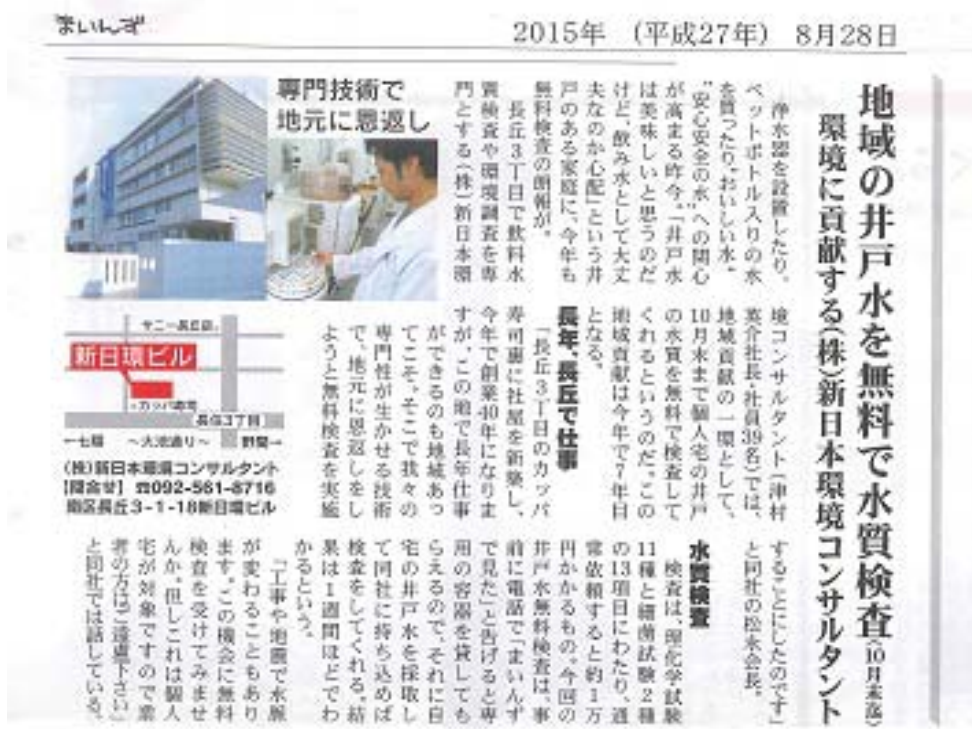 まいんず
2015年 (平成27年) 8月28日
地域の井戸水を無料で水質検査(10月末迄)
環境に貢献する(株)新日本環境コンサルタント
専門技術で
地元に恩返し
浄水器を設置したり、
ペットボトル入りの水
を買ったり。おいしい水、
“安心安全の水”への関心
が高まる昨今。「井戸水
は美味しいと思うのだ
けど、飲み水として大丈
夫なのか心配」という井
戸のある家庭に、今年も
無料検査の朗報が。
長丘3丁目で飲料水
質検査や環境調査を専
門とする(株)新日本環
境コンサルタント(津村
英介社長・社員39名)では、
地域貢献の一環として、
10月末まで個人宅の井戸
の水質を無料で検査して
くれるというのだ。この
地域貢献は今年で7年目
となる。
長年、長丘で仕事
「長丘3丁目のカッパ
寿司裏に社屋を新築し、
今年で創業40年になりま
すが、この地で長年仕事
ができるのも地域あっ
てこそ。そこで我々の
専門性が生かせる技術
で、地元に恩返しをし
ようと無料検査を実施
することにしたのです」
と同社の松永会長。
水質検査
検査は、理化学試験
11種と細菌試験2種
の13項目にわたり、通
常依頼すると約1万
円かかるもの。今回の
井戸水無料検査は、事
前に電話で「まいんず
で見た」と告げると専
用の容器を貸しても
らえるので、それに自
宅の井戸水を採取し
て同社に持ち込めば
検査をしてくれる。結
果は1週間ほどでわ
かるという。
「工事や地震で水脈
が変わることもあり
ます。この機会に無料
検査を受けてみませ
んか。但しこれは個人
宅が対象ですので業
者の方はご遠慮下さい」
と同社では話している。
サニー長丘店
新日環ビル
カッパ寿司
長丘3丁目
←七隈 ～大池通り～ 野間→
(株)新日本環境コンサルタント
【問合せ】 ☎092-561-8716
南区長丘3-1-18新日環ビル